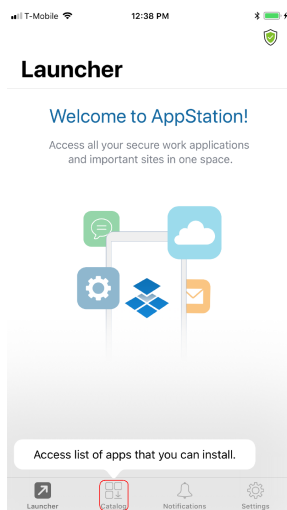 T-Mobile 12:38 PM
Launcher
Welcome to AppStation!
Access all your secure work applications
and important sites in one space.
Access list of apps that you can install.
Launcher Catalog Notifications Settings